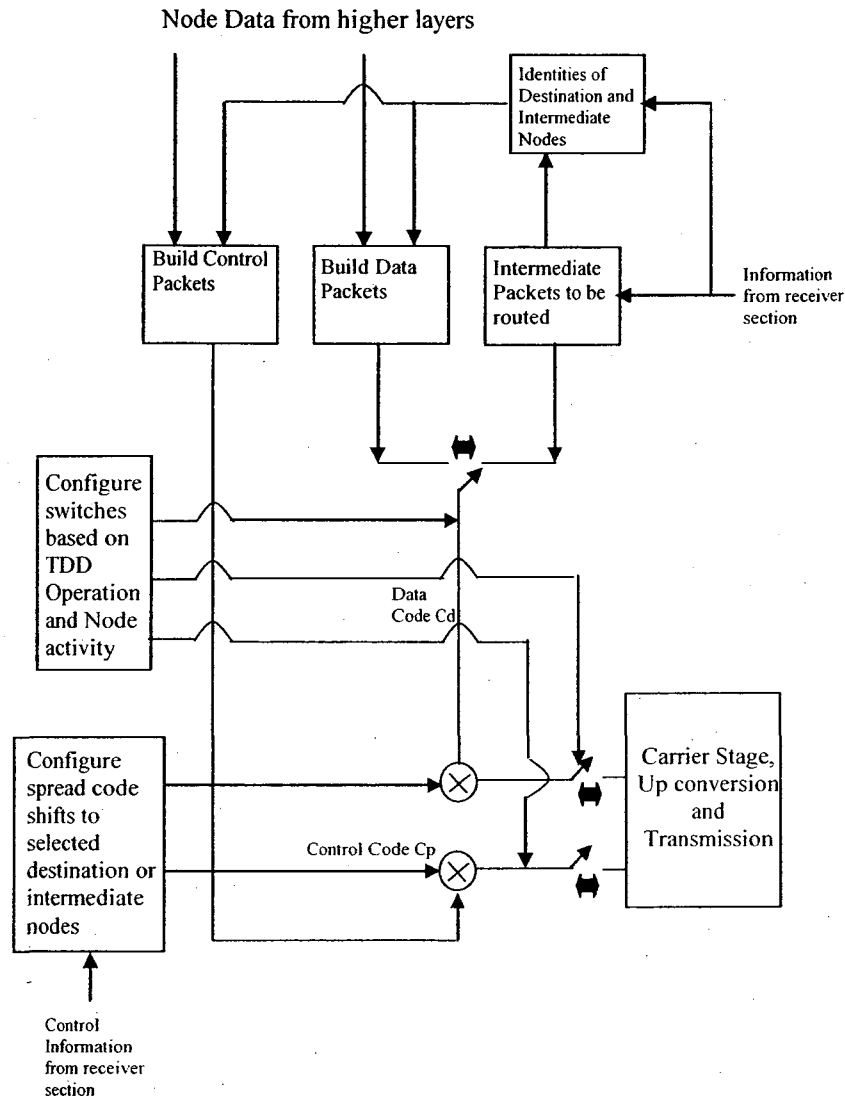 Node Data from higher layers
Identities of
Destination and
Intermediate
Nodes
Build Control
Packets
Build Data
Packets
Intermediate
Packets to be
routed
Information
from receiver
section
Configure
switches
based on
TDD
Operation
and Node
activity
Data
Code Cd
Configure
spread code
shifts to
selected
destination or
intermediate
nodes
Control Code Cp
Carrier Stage,
Up conversion
and
Transmission
Control
Information
from receiver
section